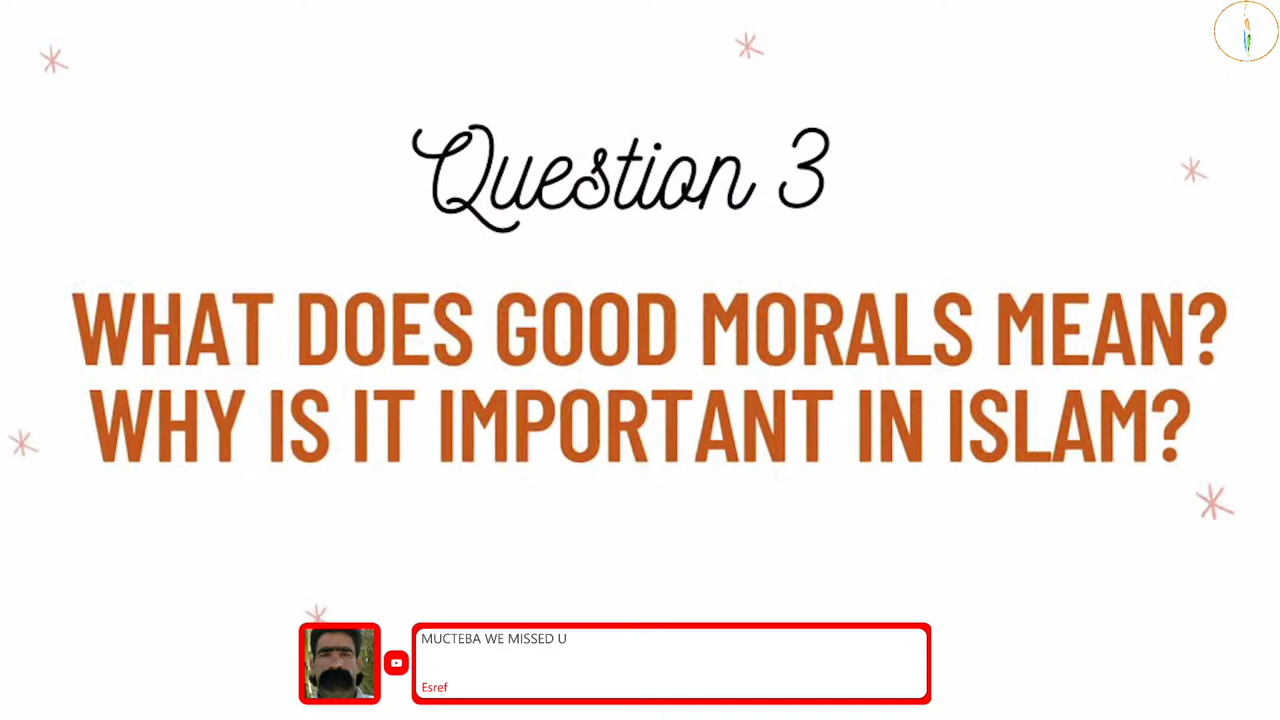 Question 3
WHAT DOES GOOD MORALS MEAN?
WHY IS IT IMPORTANT IN ISLAM?
MUCTEBA WE MISSED U
Esref